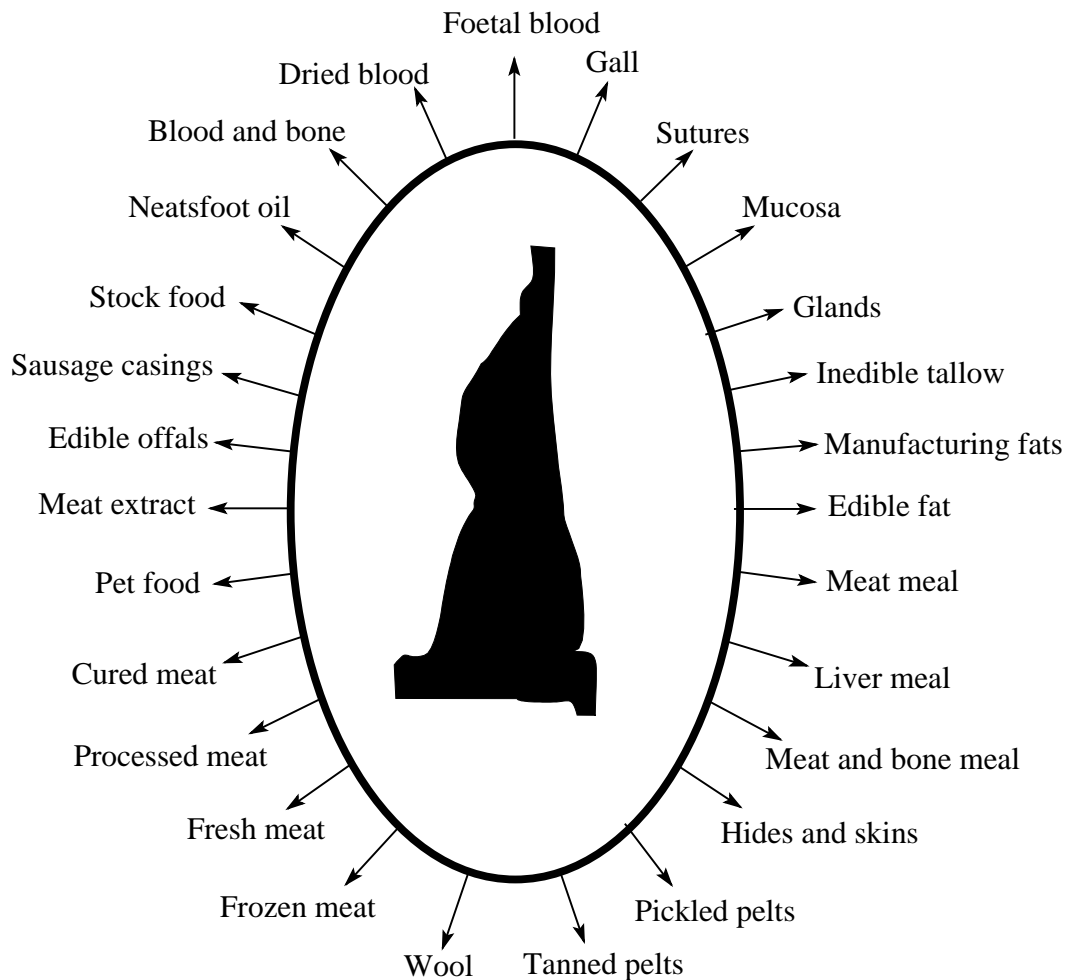 Foetal blood
Gall
Dried blood
Blood and bone
Sutures
Neatsfoot oil
Mucosa
Stock food
Glands
Sausage casings
Inedible tallow
Edible offals
Manufacturing fats
Meat extract
Edible fat
Pet food
Meat meal
Cured meat
Liver meal
Processed meat
Meat and bone meal
Fresh meat
Hides and skins
Frozen meat
Pickled pelts
Wool
Tanned pelts